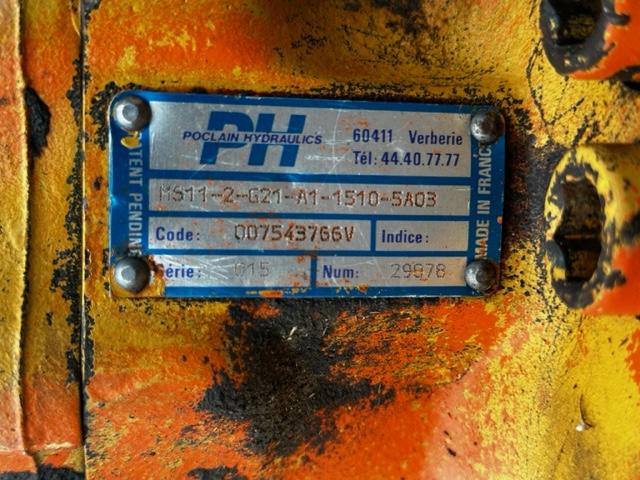 PH
POCLAIN HYDRAULICS
60411 Verberie
Tél: 44.40.77.77
MS11-2-G21-A1-1510-5A03
Code: 007543766V Indice:
Série: 015 Num: 29878
PATENT PENDING
MADE IN FRANCE